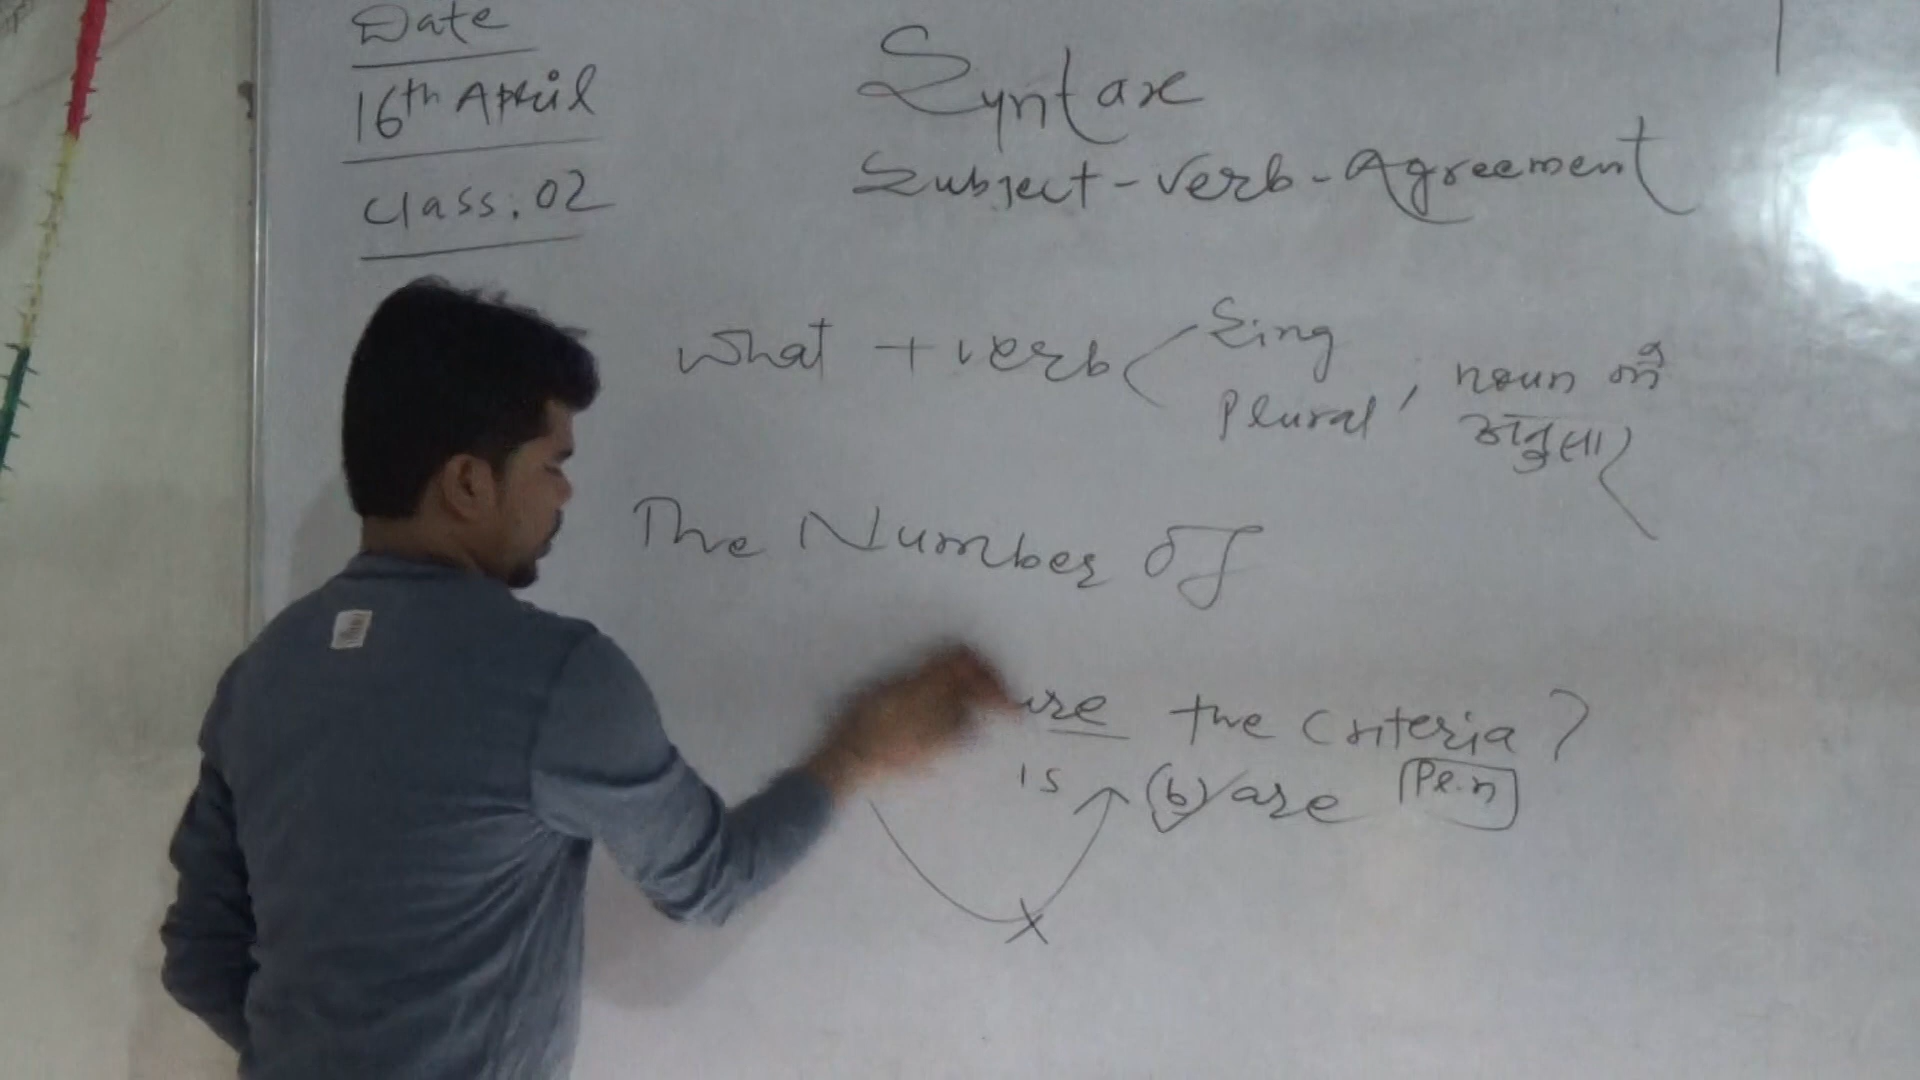 Date
16th April
Class. 02
Syntax
Subject-Verb-Agreement
what + verb
Sing
Plural, noun के
अनुसार
The Number of
are the Criteria ?
is (b) are Pl.n